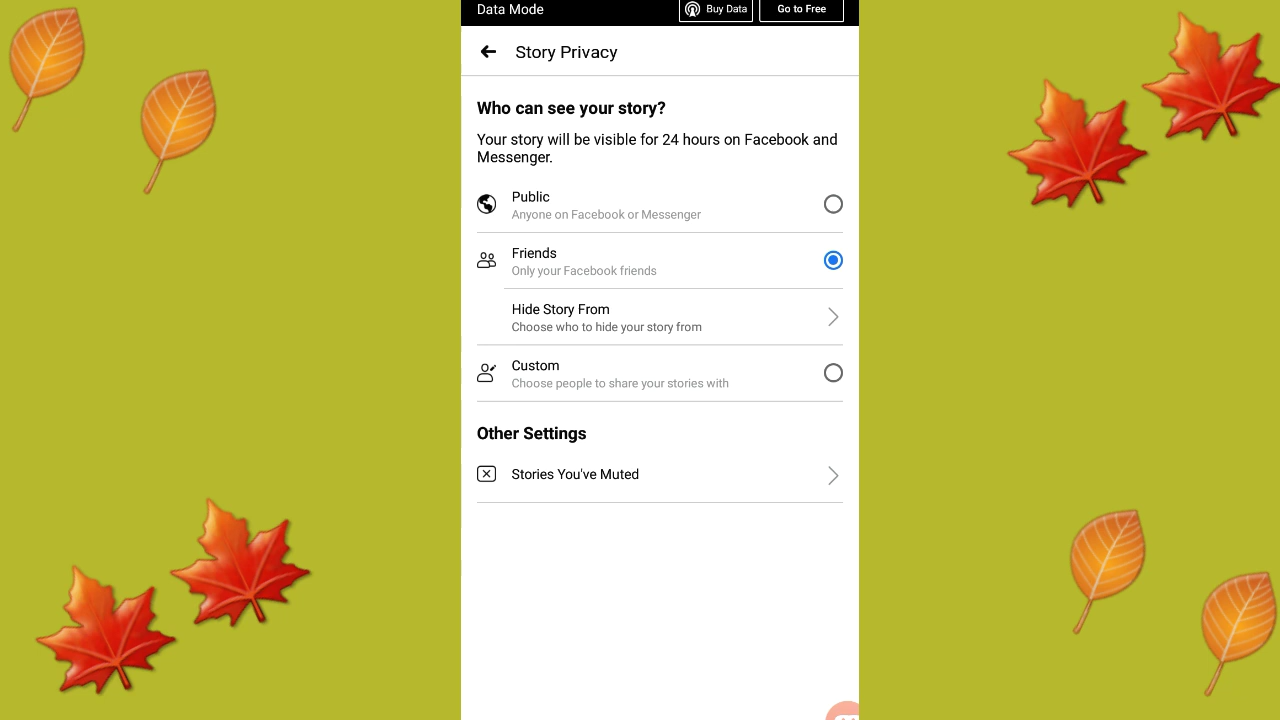 Data Mode
Buy Data
Go to Free
Story Privacy
Who can see your story?
Your story will be visible for 24 hours on Facebook and
Messenger.
Public
Anyone on Facebook or Messenger
Friends
Only your Facebook friends
Hide Story From
Choose who to hide your story from
Custom
Choose people to share your stories with
Other Settings
Stories You've Muted